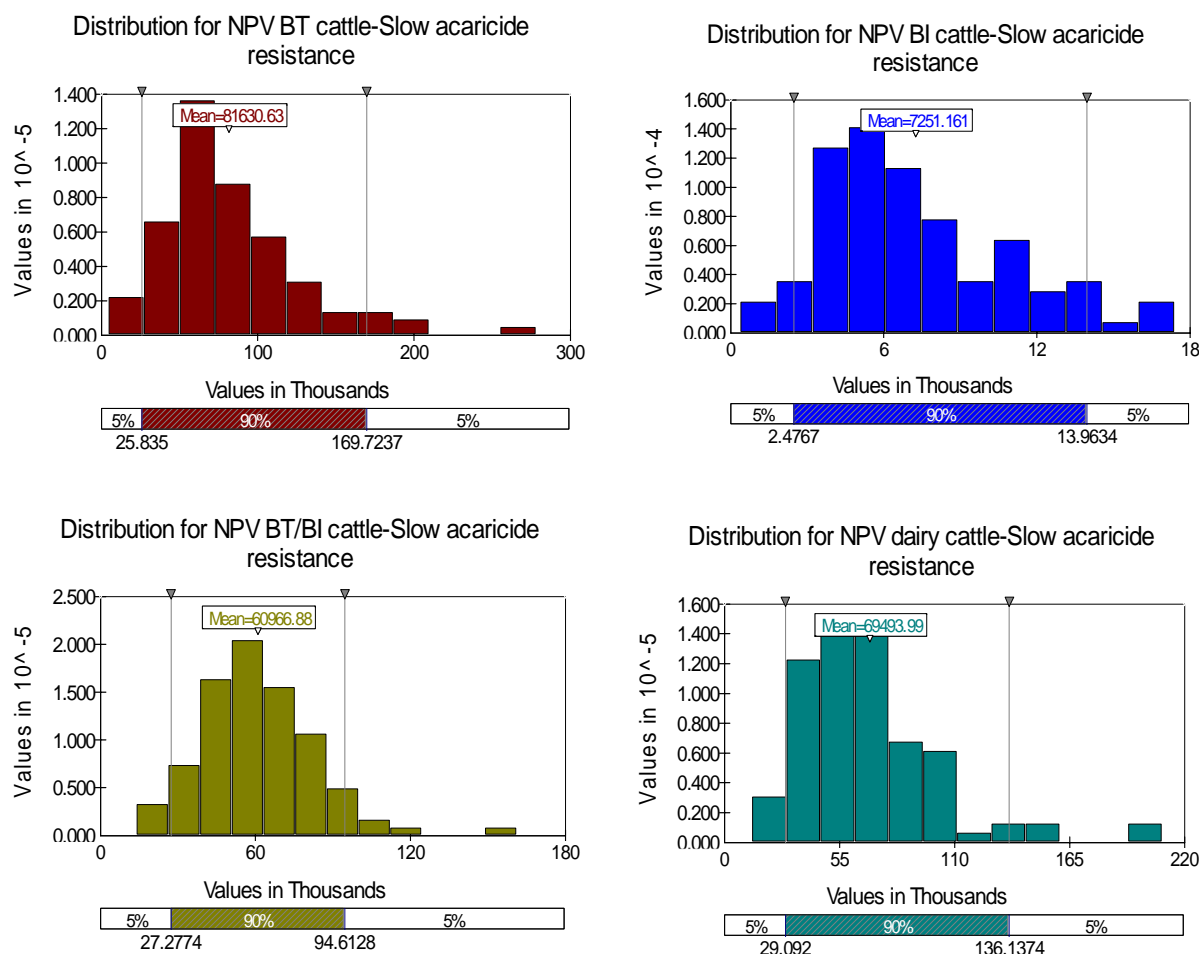 Distribution for NPV BT cattle-Slow acaricide
resistance
Mean=81630.63
Values in 10^ -5
1.400
1.200
1.000
0.800
0.600
0.400
0.200
0.000
0 100 200 300
Values in Thousands
5% 90% 5%
25.835 169.7237
Distribution for NPV BI cattle-Slow acaricide
resistance
Mean=7251.161
Values in 10^ -4
1.600
1.400
1.200
1.000
0.800
0.600
0.400
0.200
0.000
0 6 12 18
Values in Thousands
5% 90% 5%
2.4767 13.9634
Distribution for NPV BT/BI cattle-Slow acaricide
resistance
Mean=60966.88
Values in 10^ -5
2.500
2.000
1.500
1.000
0.500
0.000
0 60 120 180
Values in Thousands
5% 90% 5%
27.2774 94.6128
Distribution for NPV dairy cattle-Slow acaricide
resistance
Mean=69493.99
Values in 10^ -5
1.600
1.400
1.200
1.000
0.800
0.600
0.400
0.200
0.000
0 55 110 165 220
Values in Thousands
5% 90% 5%
29.092 136.1374